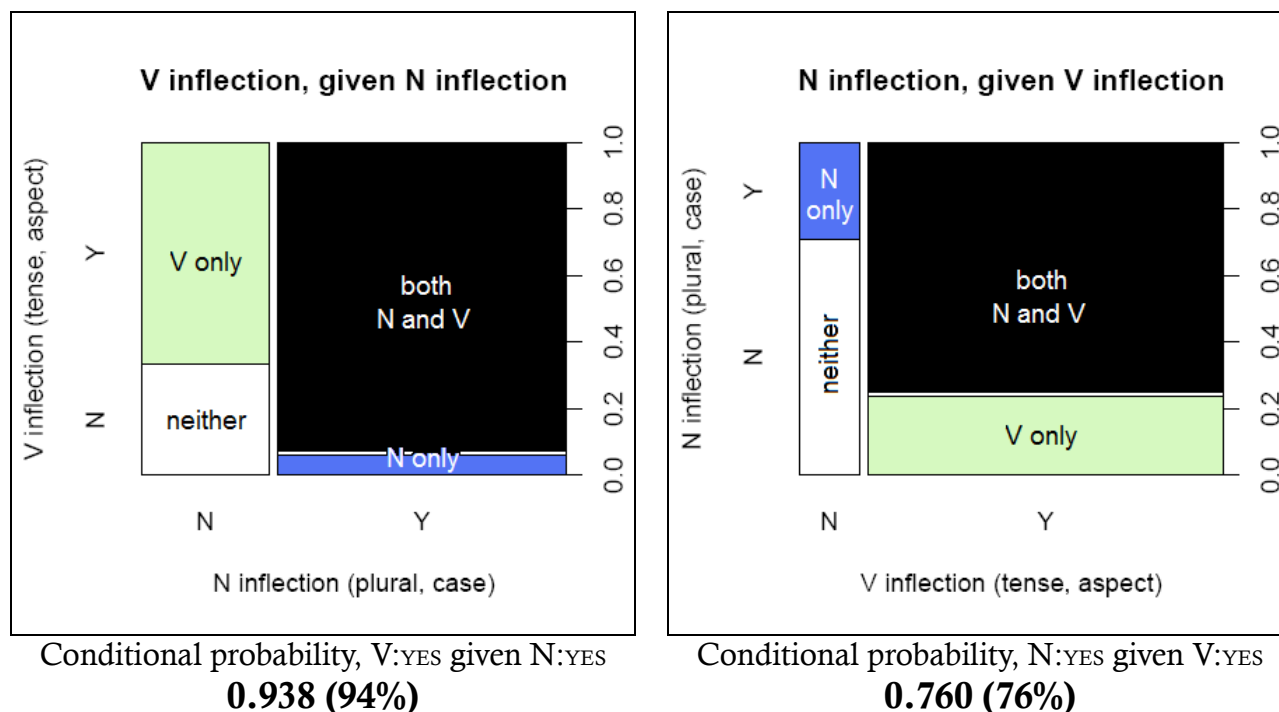 V inflection, given N inflection
V inflection (tense, aspect)
Y
N
V only
neither
both
N and V
N only
1.0
0.8
0.6
0.4
0.2
0.0
N
Y
N inflection (plural, case)
Conditional probability, V:YES given N:YES
0.938 (94%)
N inflection, given V inflection
N inflection (plural, case)
Y
N
N
only
neither
both
N and V
V only
1.0
0.8
0.6
0.4
0.2
0.0
N
Y
V inflection (tense, aspect)
Conditional probability, N:YES given V:YES
0.760 (76%)